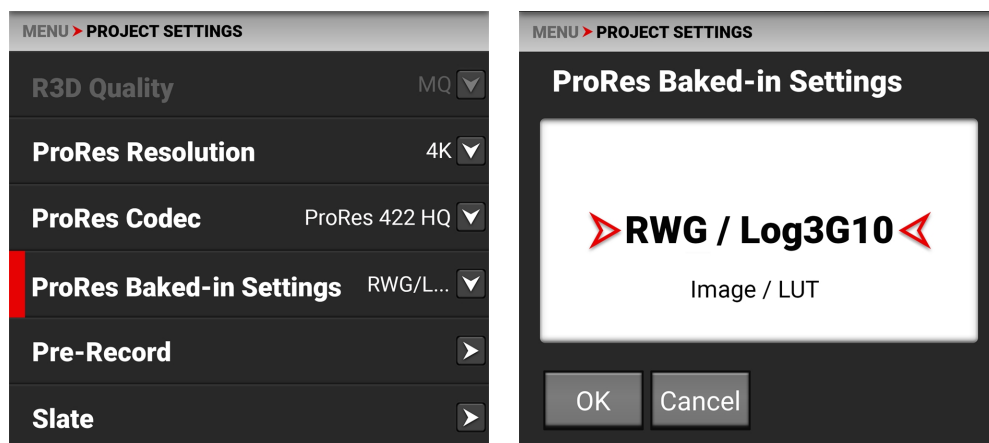 MENU PROJECT SETTINGS
R3D Quality MQ
ProRes Resolution 4K
ProRes Codec ProRes 422 HQ
ProRes Baked-in Settings RWG/L...
Pre-Record
Slate
MENU PROJECT SETTINGS
ProRes Baked-in Settings
RWG / Log3G10
Image / LUT
OK Cancel